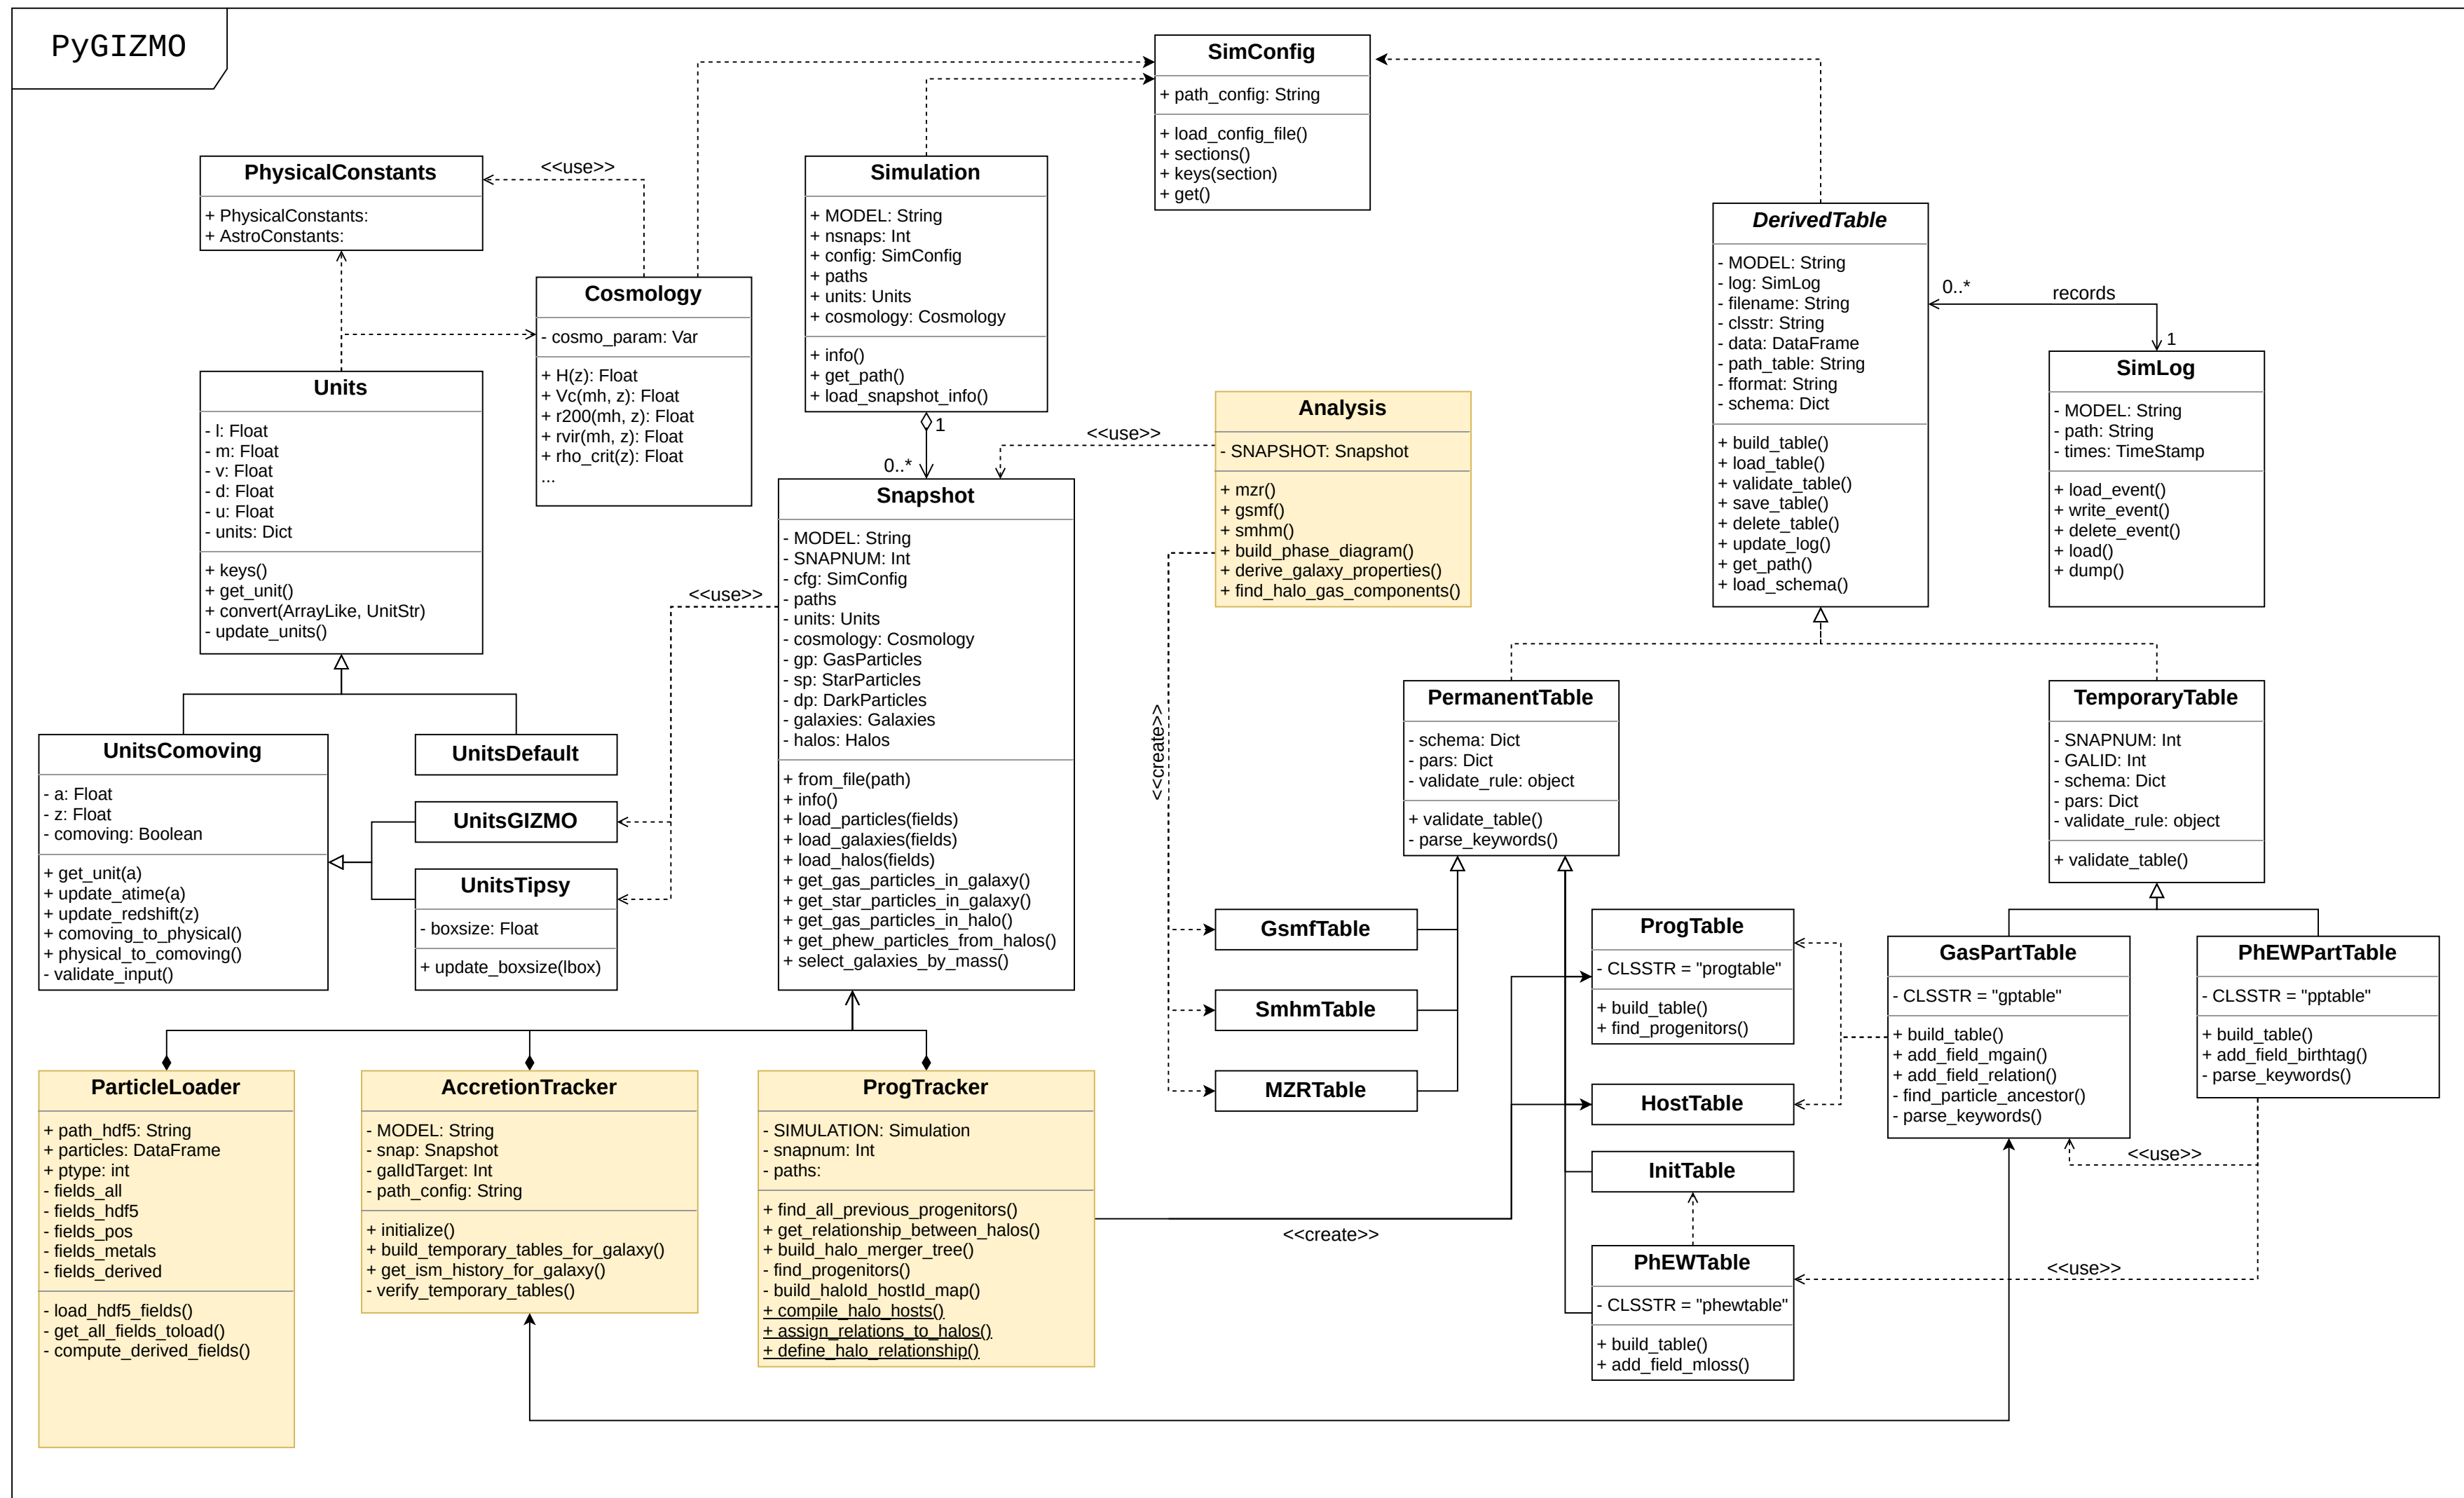 PyGIZMO
SimConfig
+ path_config: String
+ load_config_file()
+ sections()
+ keys(section)
+ get()
PhysicalConstants
+ PhysicalConstants:
+ AstroConstants:
<<use>>
Simulation
+ MODEL: String
+ nsnaps: Int
+ config: SimConfig
+ paths
+ units: Units
+ cosmology: Cosmology
+ info()
+ get_path()
+ load_snapshot_info()
1
0..*
Cosmology
- cosmo_param: Var
+ H(z): Float
+ Vc(mh, z): Float
+ r200(mh, z): Float
+ rvir(mh, z): Float
+ rho_crit(z): Float
...
DerivedTable
- MODEL: String
- log: SimLog
- filename: String
- clsstr: String
- data: DataFrame
- path_table: String
- fformat: String
- schema: Dict
+ build_table()
+ load_table()
+ validate_table()
+ save_table()
+ delete_table()
+ update_log()
+ get_path()
+ load_schema()
0..*
records
1
SimLog
- MODEL: String
- path: String
- times: TimeStamp
+ load_event()
+ write_event()
+ delete_event()
+ load()
+ dump()
Units
- l: Float
- m: Float
- v: Float
- d: Float
- u: Float
- units: Dict
+ keys()
+ get_unit()
+ convert(ArrayLike, UnitStr)
- update_units()
Analysis
- SNAPSHOT: Snapshot
+ mzr()
+ gsmf()
+ smhm()
+ build_phase_diagram()
+ derive_galaxy_properties()
+ find_halo_gas_components()
<<use>>
<<create>>
Snapshot
- MODEL: String
- SNAPNUM: Int
- cfg: SimConfig
- paths
- units: Units
- cosmology: Cosmology
- gp: GasParticles
- sp: StarParticles
- dp: DarkParticles
- galaxies: Galaxies
- halos: Halos
+ from_file(path)
+ info()
+ load_particles(fields)
+ load_galaxies(fields)
+ load_halos(fields)
+ get_gas_particles_in_galaxy()
+ get_star_particles_in_galaxy()
+ get_gas_particles_in_halo()
+ get_phew_particles_from_halos()
+ select_galaxies_by_mass()
<<use>>
UnitsComoving
- a: Float
- z: Float
- comoving: Boolean
+ get_unit(a)
+ update_atime(a)
+ update_redshift(z)
+ comoving_to_physical()
+ physical_to_comoving()
- validate_input()
UnitsDefault
UnitsGIZMO
UnitsTipsy
- boxsize: Float
+ update_boxsize(lbox)
PermanentTable
- schema: Dict
- pars: Dict
- validate_rule: object
+ validate_table()
- parse_keywords()
TemporaryTable
- SNAPNUM: Int
- GALID: Int
- schema: Dict
- pars: Dict
- validate_rule: object
+ validate_table()
GsmfTable
SmhmTable
MZRTable
ProgTable
- CLSSTR = "progtable"
+ build_table()
+ find_progenitors()
HostTable
InitTable
PhEWTable
- CLSSTR = "phewtable"
+ build_table()
+ add_field_mloss()
GasPartTable
- CLSSTR = "gptable"
+ build_table()
+ add_field_mgain()
+ add_field_relation()
- find_particle_ancestor()
- parse_keywords()
PhEWPartTable
- CLSSTR = "pptable"
+ build_table()
+ add_field_birthtag()
- parse_keywords()
<<use>>
<<use>>
ParticleLoader
+ path_hdf5: String
+ particles: DataFrame
+ ptype: int
- fields_all
- fields_hdf5
- fields_pos
- fields_metals
- fields_derived
- load_hdf5_fields()
- get_all_fields_toload()
- compute_derived_fields()
AccretionTracker
- MODEL: String
- snap: Snapshot
- galIdTarget: Int
- path_config: String
+ initialize()
+ build_temporary_tables_for_galaxy()
+ get_ism_history_for_galaxy()
- verify_temporary_tables()
ProgTracker
- SIMULATION: Simulation
- snapnum: Int
- paths:
+ find_all_previous_progenitors()
+ get_relationship_between_halos()
+ build_halo_merger_tree()
- find_progenitors()
- build_haloId_hostId_map()
+ compile_halo_hosts()
+ assign_relations_to_halos()
+ define_halo_relationship()
<<create>>